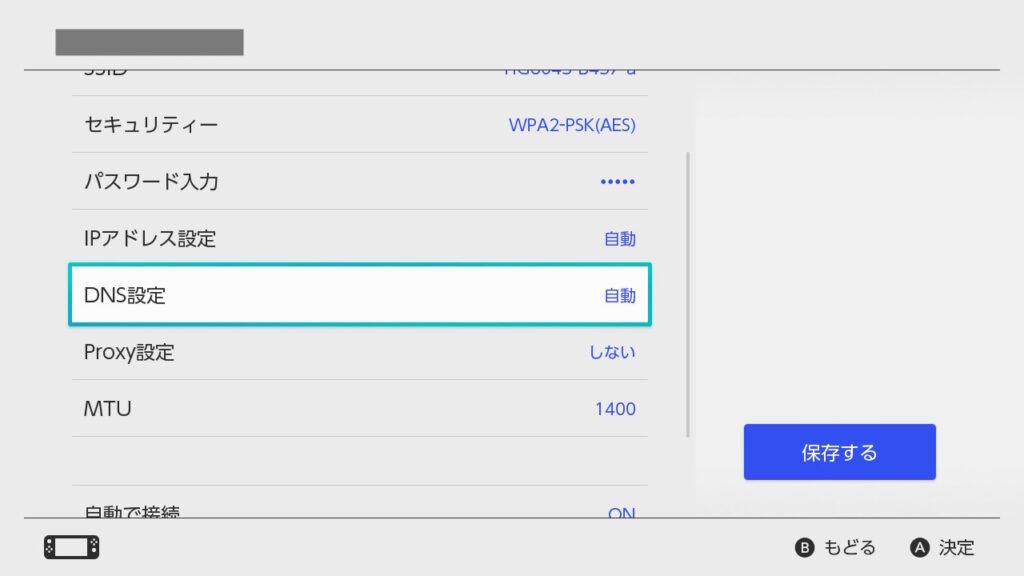 SSID
セキュリティー WPA2-PSK(AES)
パスワード入力 •••••
IPアドレス設定 自動
DNS設定 自動
Proxy設定 しない
MTU 1400
保存する
自動で接続 ON
B もどる A 決定